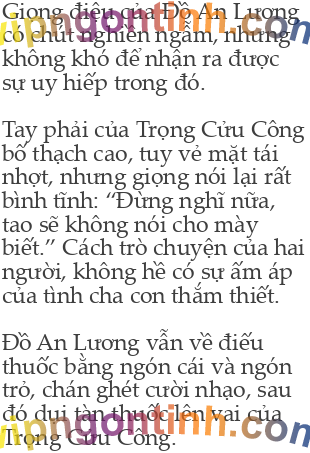 Giọng điệu của Đồ An Lương
có chút nghiền ngẫm, nhưng
không khó để nhận ra được
sự uy hiếp trong đó.
Tay phải của Trọng Cửu Công
bố thạch cao, tuy vẻ mặt tái
nhợt, nhưng giọng nói lại rất
bình tĩnh: “Đừng nghĩ nữa,
tao sẽ không nói cho mày
biết.” Cách trò chuyện của hai
người, không hề có sự ấm áp
của tình cha con thắm thiết.
Đồ An Lương vẫn về điếu
thuốc bằng ngón cái và ngón
trỏ, chán ghét cười nhạo, sau
đó dụi tàn thuốc lên vai của
Trọng Cửu Công.
vipngontinh.com
vipngontinh.com